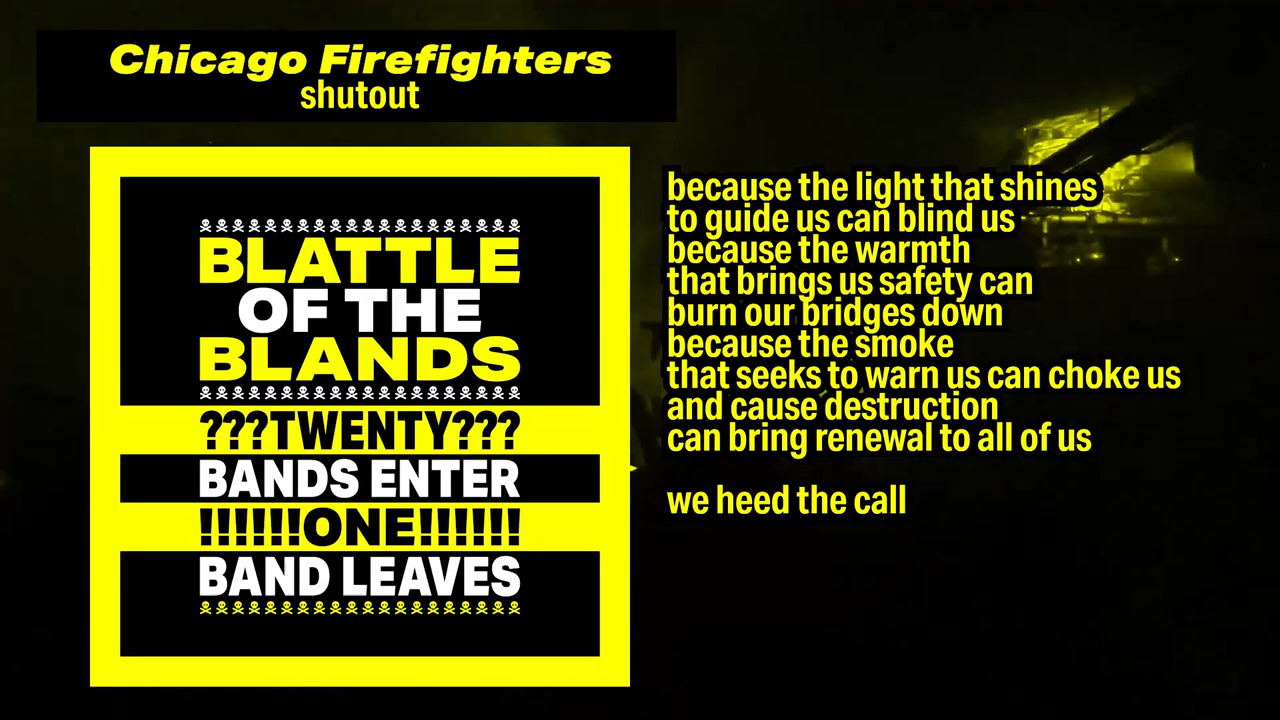 Chicago Firefighters
shutout
BLATTLE
OF THE
BLANDS
???TWENTY???
BANDS ENTER
!!!!!!ONE!!!!!!
BAND LEAVES
because the light that shines
to guide us can blind us
because the warmth
that brings us safety can
burn our bridges down
because the smoke
that seeks to warn us can choke us
and cause destruction
can bring renewal to all of us
we heed the call